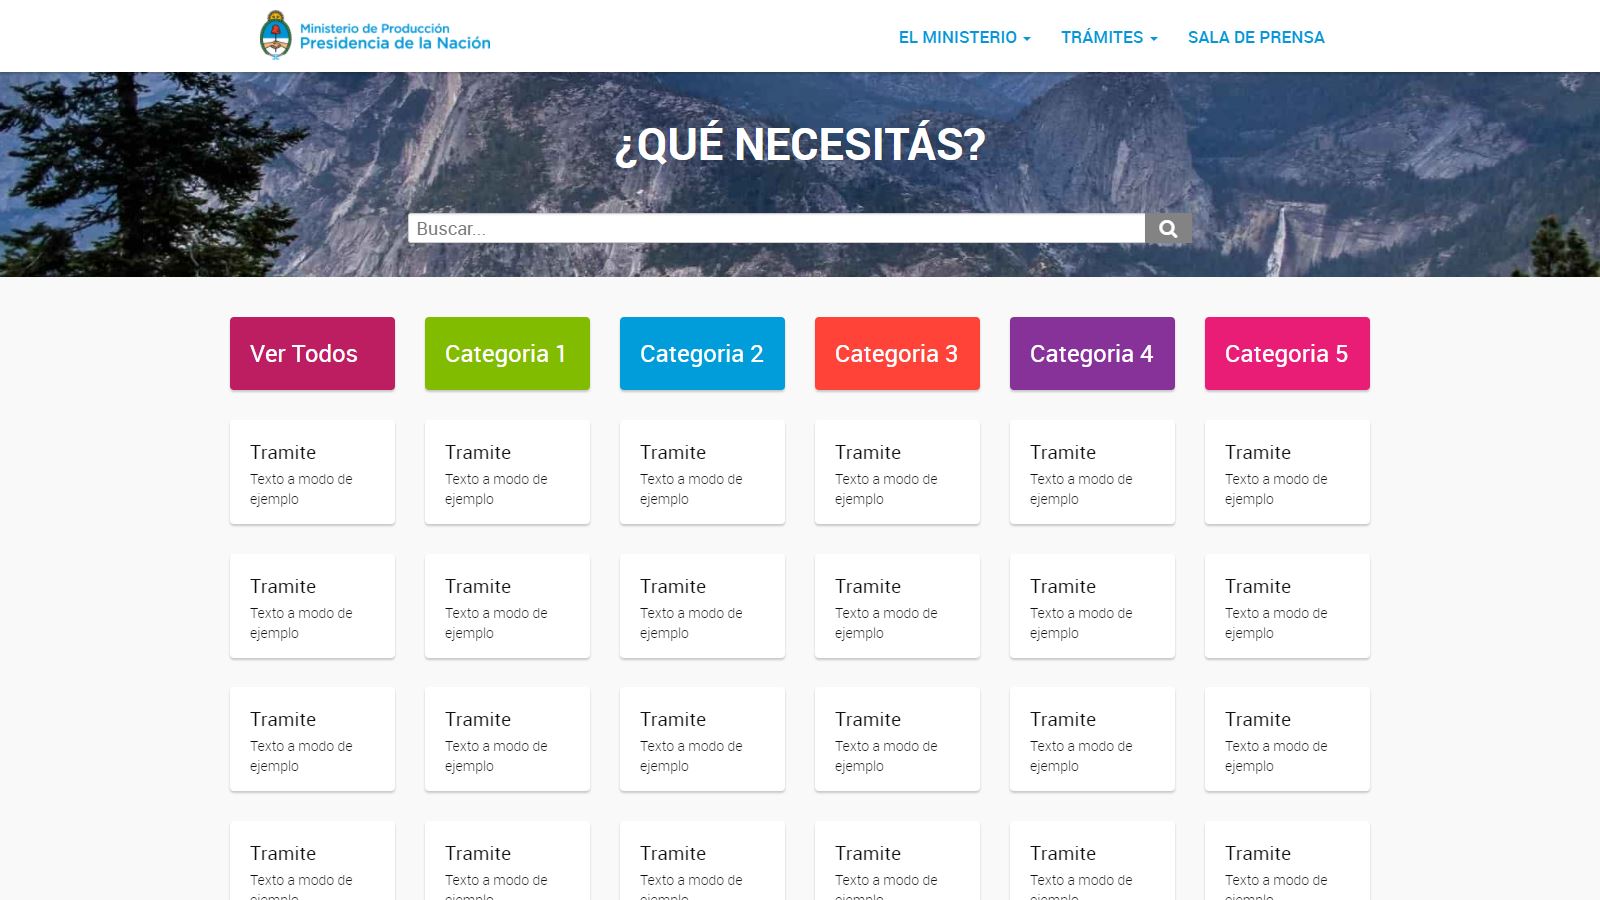 Ministerio de Producción
Presidencia de la Nación
EL MINISTERIO
TRÁMITES
SALA DE PRENSA
¿QUÉ NECESITÁS?
Buscar...
Ver Todos
Categoria 1
Categoria 2
Categoria 3
Categoria 4
Categoria 5
Tramite
Texto a modo de
ejemplo
Tramite
Texto a modo de
ejemplo
Tramite
Texto a modo de
ejemplo
Tramite
Texto a modo de
ejemplo
Tramite
Texto a modo de
ejemplo
Tramite
Texto a modo de
ejemplo
Tramite
Texto a modo de
ejemplo
Tramite
Texto a modo de
ejemplo
Tramite
Texto a modo de
ejemplo
Tramite
Texto a modo de
ejemplo
Tramite
Texto a modo de
ejemplo
Tramite
Texto a modo de
ejemplo
Tramite
Texto a modo de
ejemplo
Tramite
Texto a modo de
ejemplo
Tramite
Texto a modo de
ejemplo
Tramite
Texto a modo de
ejemplo
Tramite
Texto a modo de
ejemplo
Tramite
Texto a modo de
ejemplo
Tramite
Texto a modo de
ejemplo
Tramite
Texto a modo de
ejemplo
Tramite
Texto a modo de
ejemplo
Tramite
Texto a modo de
ejemplo
Tramite
Texto a modo de
ejemplo
Tramite
Texto a modo de
ejemplo